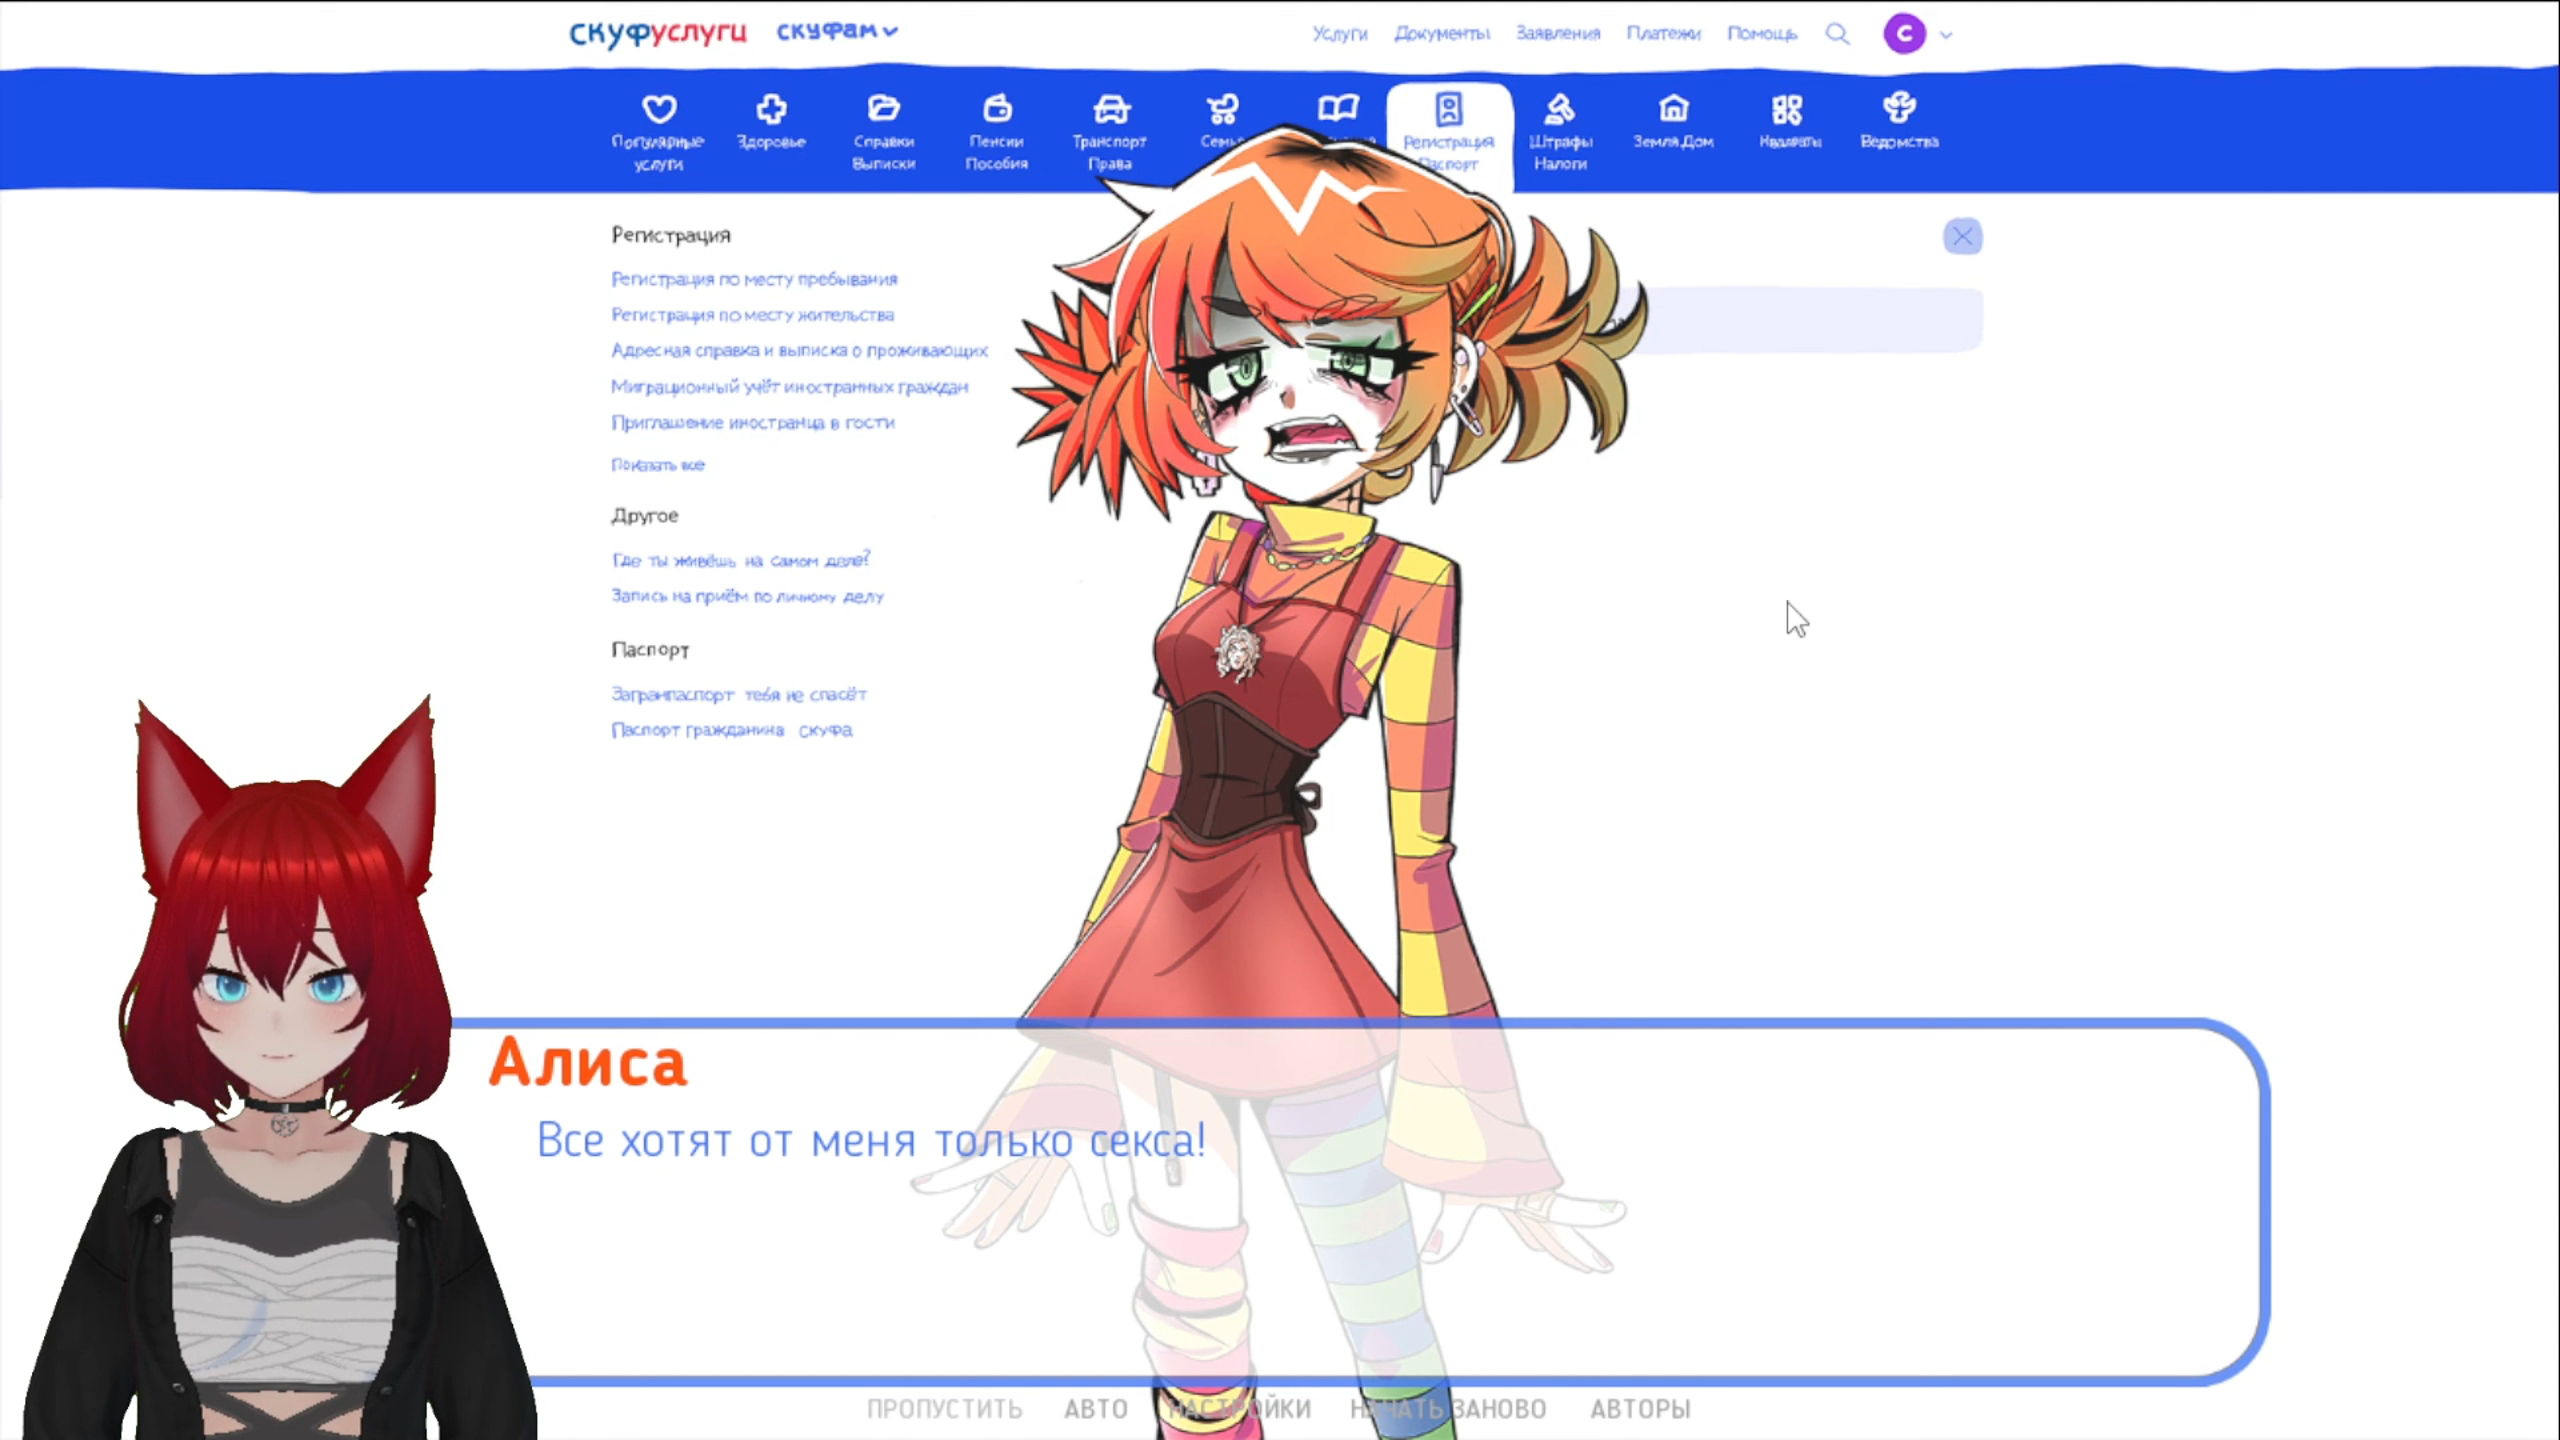 скуфуслуги скуфам
Услуги Документы Заявления Платежи Помощь С
Популярные услуги
Здоровье
Справки Выписки
Пенсии Пособия
Транспорт Права
Регистрация
Штрафы Налоги
Земля Дом
Ведомства
Регистрация
Регистрация по месту пребывания
Регистрация по месту жительства
Адресная справка и выписка о проживающих
Миграционный учёт иностранных граждан
Приглашение иностранца в гости
Показать все
Другое
Где ты живёшь на самом деле?
Запись на приём по личному делу
Паспорт
Загранпаспорт тебя не спасёт
Паспорт гражданина скуфа
Алиса
Все хотят от меня только секса!
ПРОПУСТИТЬ АВТО НАСТРОЙКИ НАЧАТЬ ЗАНОВО АВТОРЫ